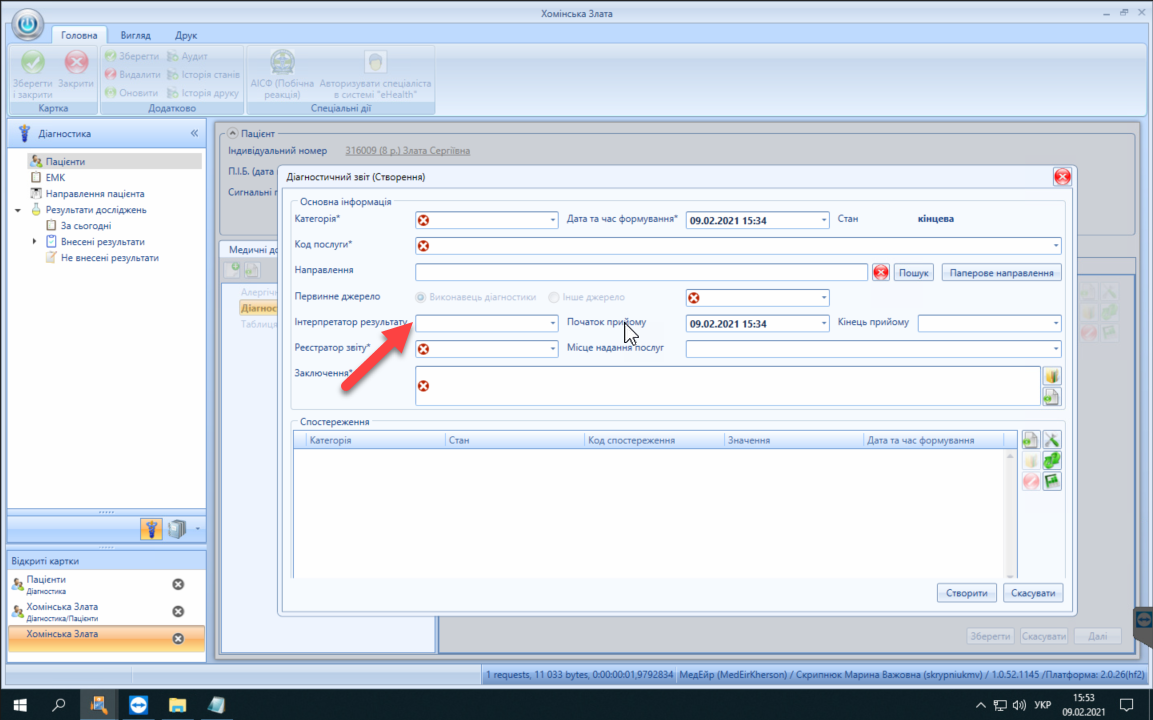 Хомінська Злата
Головна Вигляд Друк
Зберегти і закрити
Закрити
Картка
Зберегти
Видалити
Оновити
Аудит
Історія станів
Історія друку
Додатково
АІСФ (Побічна реакція)
Авторизувати спеціаліста в системі "eHealth"
Спеціальні дії
Діагностика
Пацієнти
ЕМК
Направлення пацієнта
Результати досліджень
За сьогодні
Внесені результати
Не внесені результати
Відкриті картки
Пацієнти
Діагностика
Хомінська Злата
Діагностика/Пацієнти
Хомінська Злата
Пацієнт
Індивідуальний номер 316009 (8 р.) Злата Сергіївна
П.І.Б. (дата
Сигнальні
Медичні
Діагностичний звіт (Створення)
Основна інформація
Категорія* Дата та час формування* 09.02.2021 15:34 Стан кінцева
Код послуги*
Направлення Пошук Паперове направлення
Первинне джерело Виконавець діагностики Інше джерело
Інтерпретатор результату Початок прийому 09.02.2021 15:34 Кінець прийому
Реєстратор звіту* Місце надання послуг
Заключення*
Спостереження
Категорія Стан Код спостереження Значення Дата та час формування
Створити Скасувати
Зберегти Скасувати Далі
1 requests, 11 033 bytes, 0:00:00:01,9792834 МедЕйр (MedEirKherson) / Скрипнюк Марина Важовна (skrypniukmv) / 1.0.52.1145 /Платформа: 2.0.26(hf2)
УКР
15:53
09.02.2021